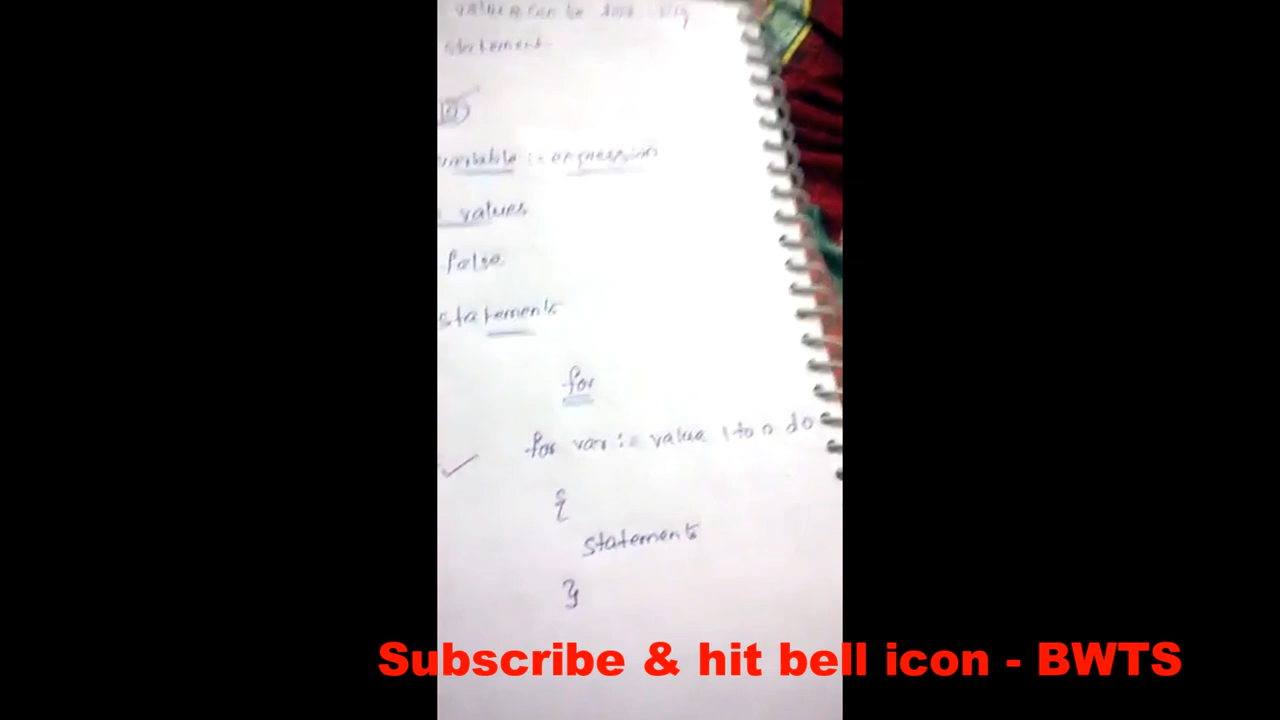 statement
variable := expression
values
false
statements
for
for var := value 1 to n do
{
statements
}
Subscribe & hit bell icon - BWTS